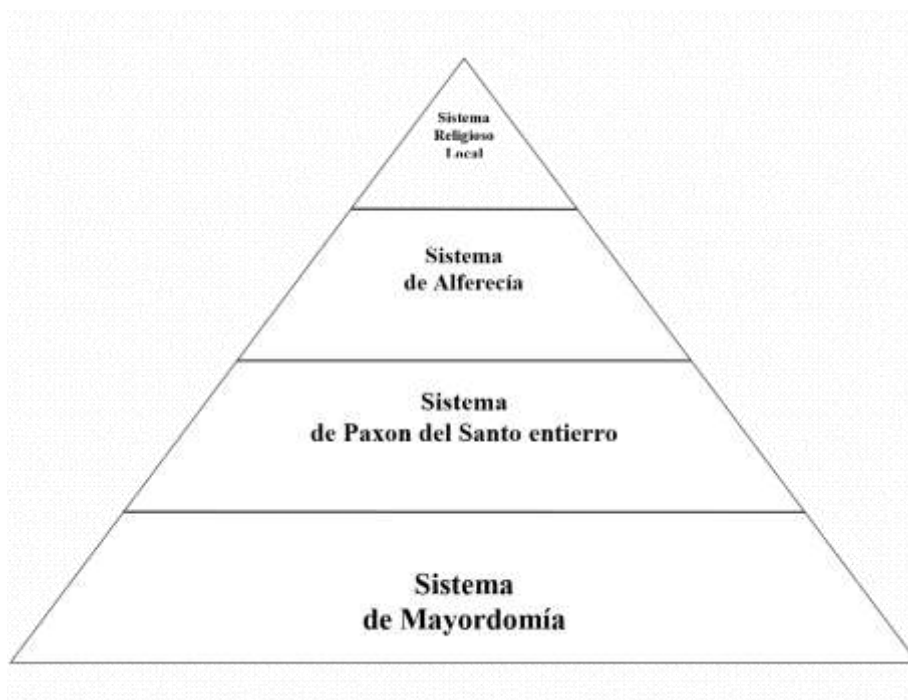 Sistema
Religioso
Local
Sistema
de Alferecía
Sistema
de Paxon del Santo entierro
Sistema
de Mayordomía